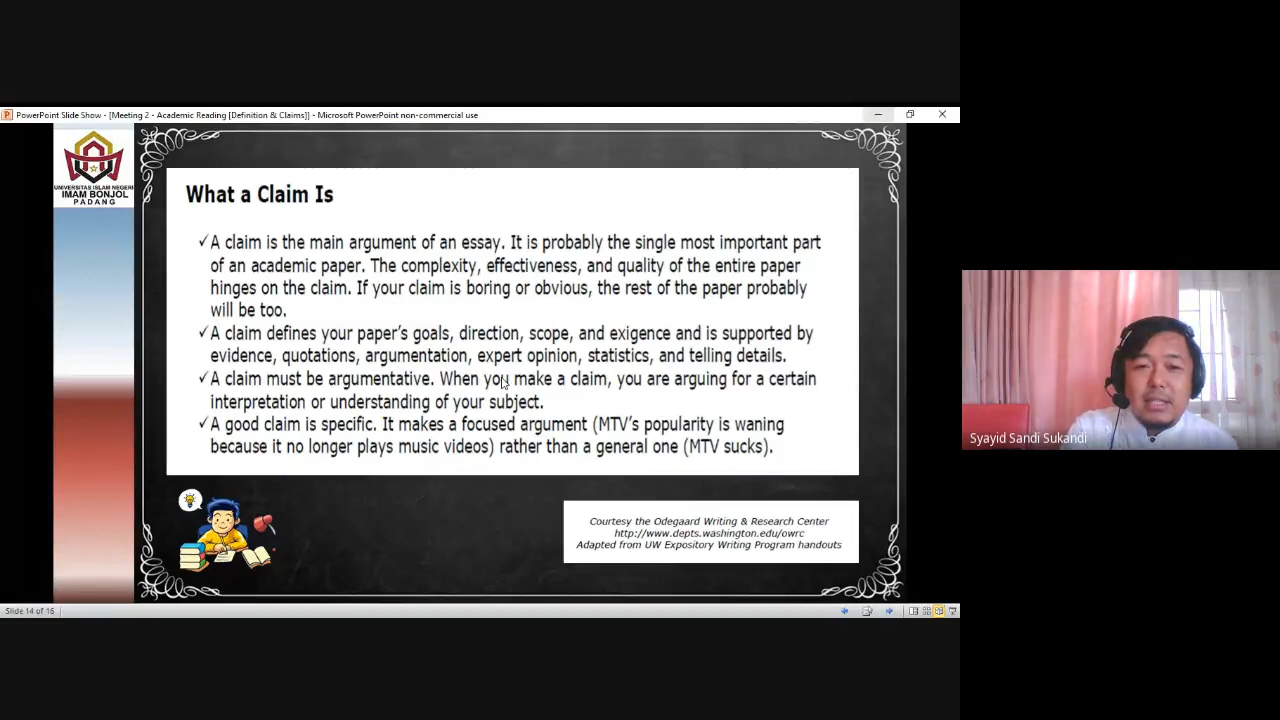 PowerPoint Slide Show - [Meeting 2 - Academic Reading [Definition & Claims]] - Microsoft PowerPoint non-commercial use
UNIVERSITAS ISLAM NEGERI
IMAM BONJOL
PADANG
What a Claim Is
✓A claim is the main argument of an essay. It is probably the single most important part
of an academic paper. The complexity, effectiveness, and quality of the entire paper
hinges on the claim. If your claim is boring or obvious, the rest of the paper probably
will be too.
✓A claim defines your paper's goals, direction, scope, and exigence and is supported by
evidence, quotations, argumentation, expert opinion, statistics, and telling details.
✓A claim must be argumentative. When you make a claim, you are arguing for a certain
interpretation or understanding of your subject.
✓A good claim is specific. It makes a focused argument (MTV's popularity is waning
because it no longer plays music videos) rather than a general one (MTV sucks).
Courtesy the Odegaard Writing & Research Center
http://www.depts.washington.edu/owrc
Adapted from UW Expository Writing Program handouts
Syayid Sandi Sukandi
Slide 14 of 16